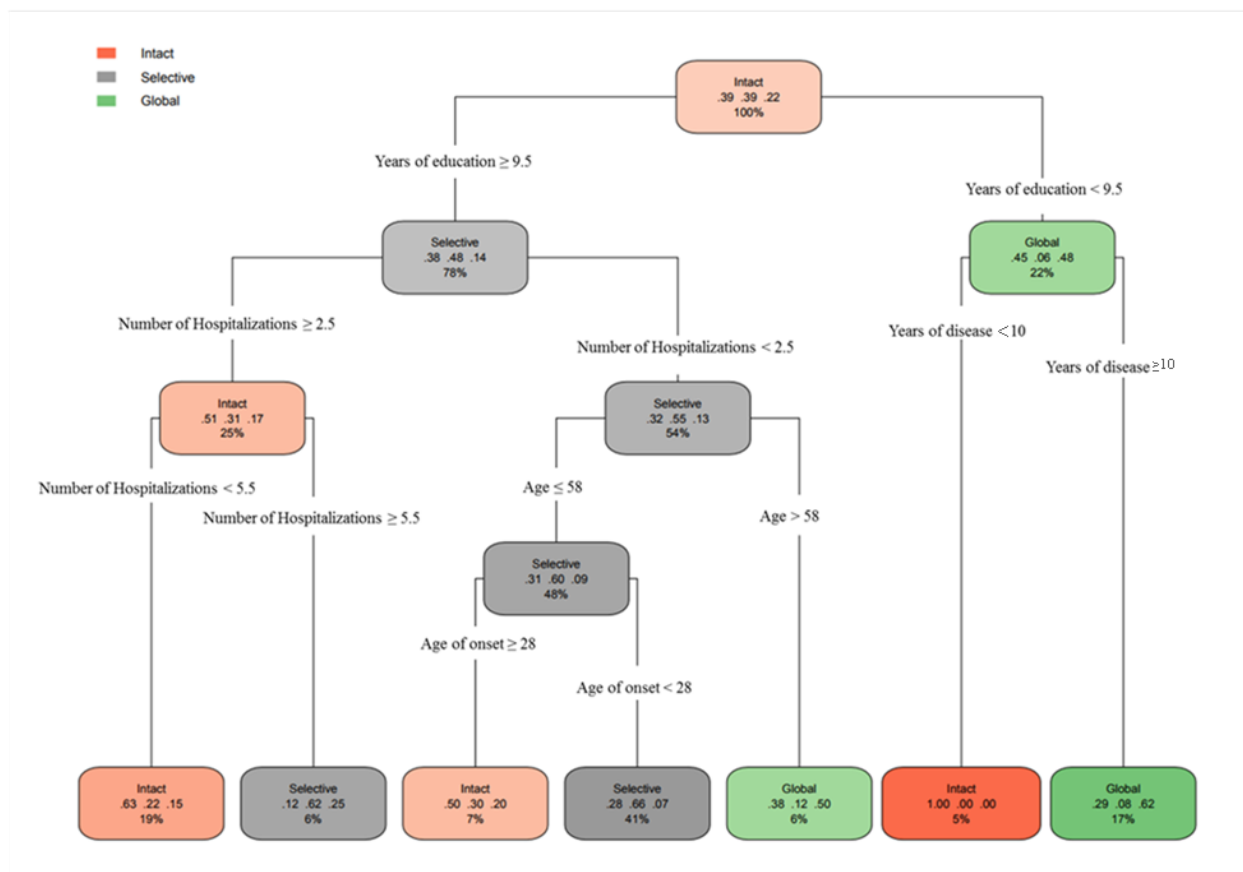 Intact
Selective
Global
Intact
.39 .39 .22
100%
Years of education ≥ 9.5
Years of education < 9.5
Selective
.38 .48 .14
78%
Global
.45 .06 .48
22%
Number of Hospitalizations ≥ 2.5
Number of Hospitalizations < 2.5
Years of disease <10
Years of disease ≥10
Intact
.51 .31 .17
25%
Selective
.32 .55 .13
54%
Number of Hospitalizations < 5.5
Number of Hospitalizations ≥ 5.5
Age ≤ 58
Age > 58
Selective
.31 .60 .09
48%
Age of onset ≥ 28
Age of onset < 28
Intact
.63 .22 .15
19%
Selective
.12 .62 .25
6%
Intact
.50 .30 .20
7%
Selective
.28 .66 .07
41%
Global
.38 .12 .50
6%
Intact
1.00 .00 .00
5%
Global
.29 .08 .62
17%